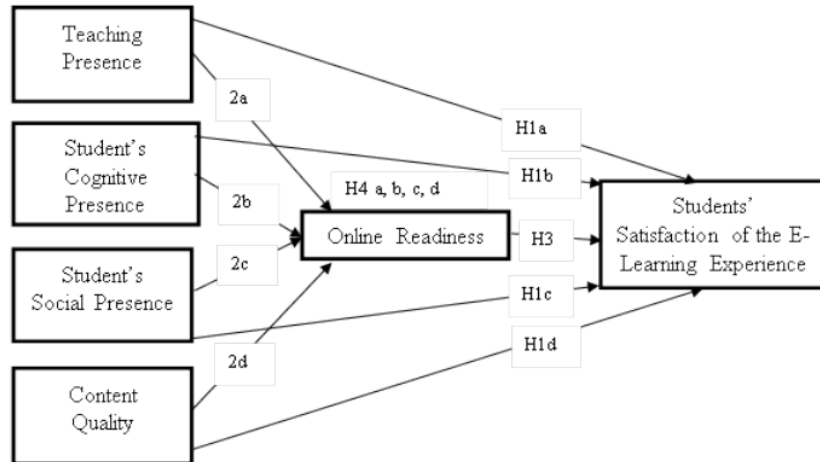 Teaching
Presence
2a
H1a
Student's
Cognitive
Presence
H1b
H4 a, b, c, d
2b
Online Readiness
H3
Students'
Satisfaction of the E-
Learning Experience
Student's
Social Presence
2c
H1c
2d
H1d
Content
Quality